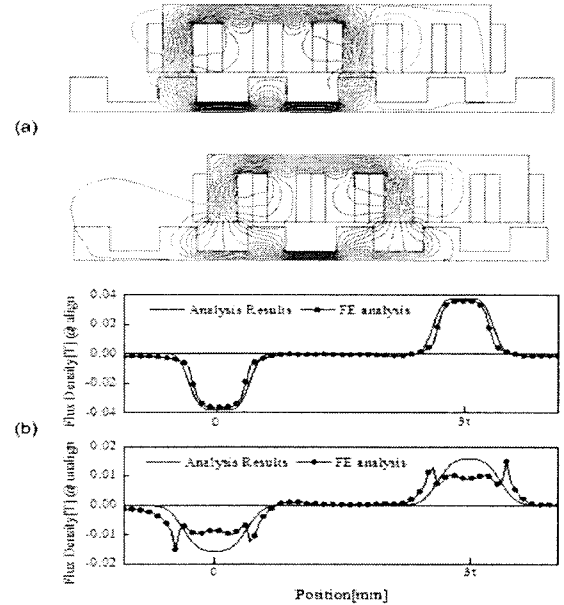 (a)
(b)
Flux Density[T] @ align
0.04
0.02
0.00
-0.02
-0.04
Analysis Results
FE analysis
0
3τ
Flux Density[T] @ unalign
0.02
0.01
0.00
-0.01
-0.02
Analysis Results
FE analysis
0
3τ
Position[mm]